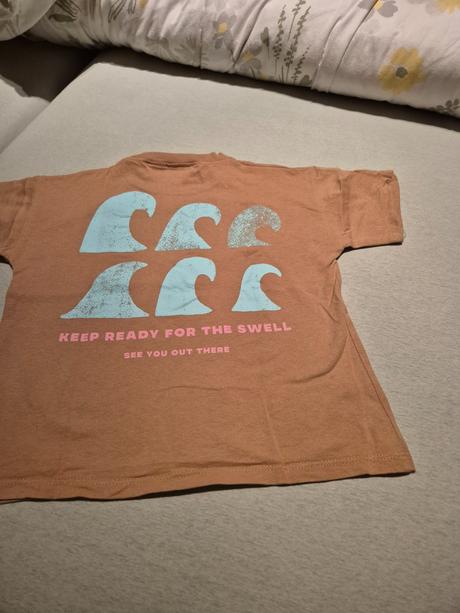 KEEP READY FOR THE SWELL
SEE YOU OUT THERE